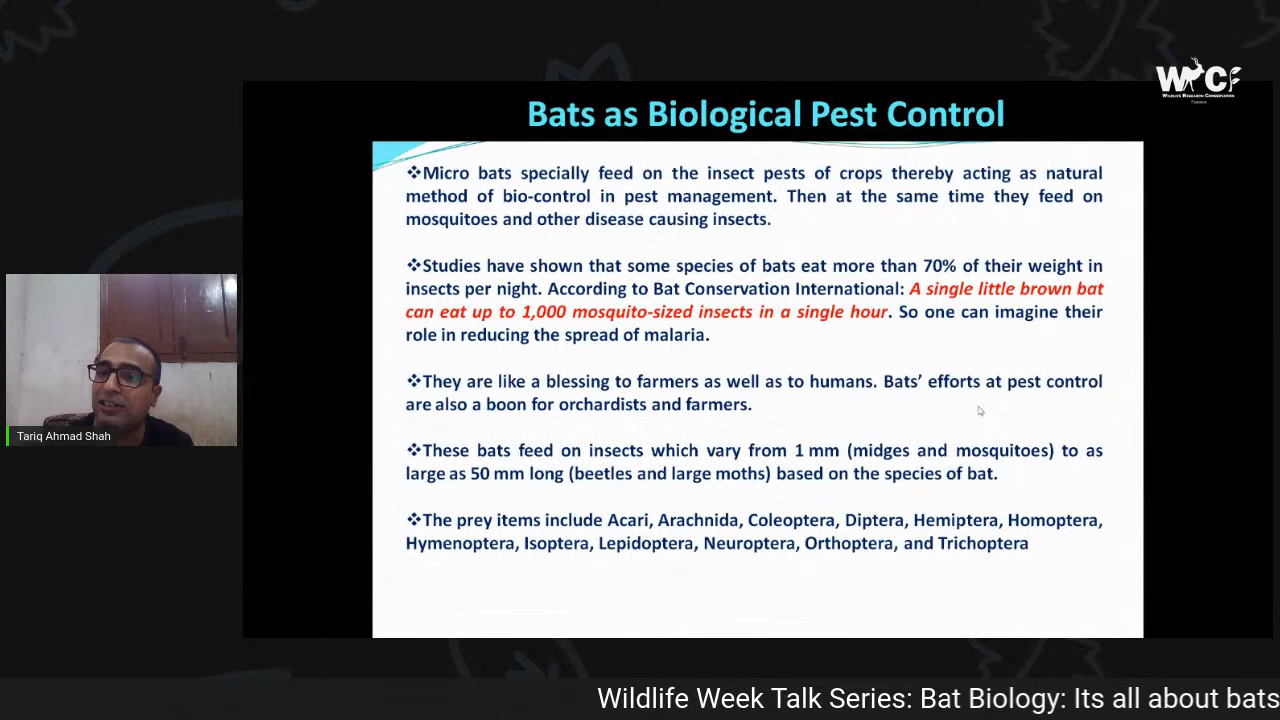 WRCF
WILDLIFE RESEARCH CONSERVATION
Bats as Biological Pest Control
❖Micro bats specially feed on the insect pests of crops thereby acting as natural
method of bio-control in pest management. Then at the same time they feed on
mosquitoes and other disease causing insects.
❖Studies have shown that some species of bats eat more than 70% of their weight in
insects per night. According to Bat Conservation International: A single little brown bat
can eat up to 1,000 mosquito-sized insects in a single hour. So one can imagine their
role in reducing the spread of malaria.
❖They are like a blessing to farmers as well as to humans. Bats’ efforts at pest control
are also a boon for orchardists and farmers.
❖These bats feed on insects which vary from 1 mm (midges and mosquitoes) to as
large as 50 mm long (beetles and large moths) based on the species of bat.
❖The prey items include Acari, Arachnida, Coleoptera, Diptera, Hemiptera, Homoptera,
Hymenoptera, Isoptera, Lepidoptera, Neuroptera, Orthoptera, and Trichoptera
Tariq Ahmad Shah
Wildlife Week Talk Series: Bat Biology: Its all about bats